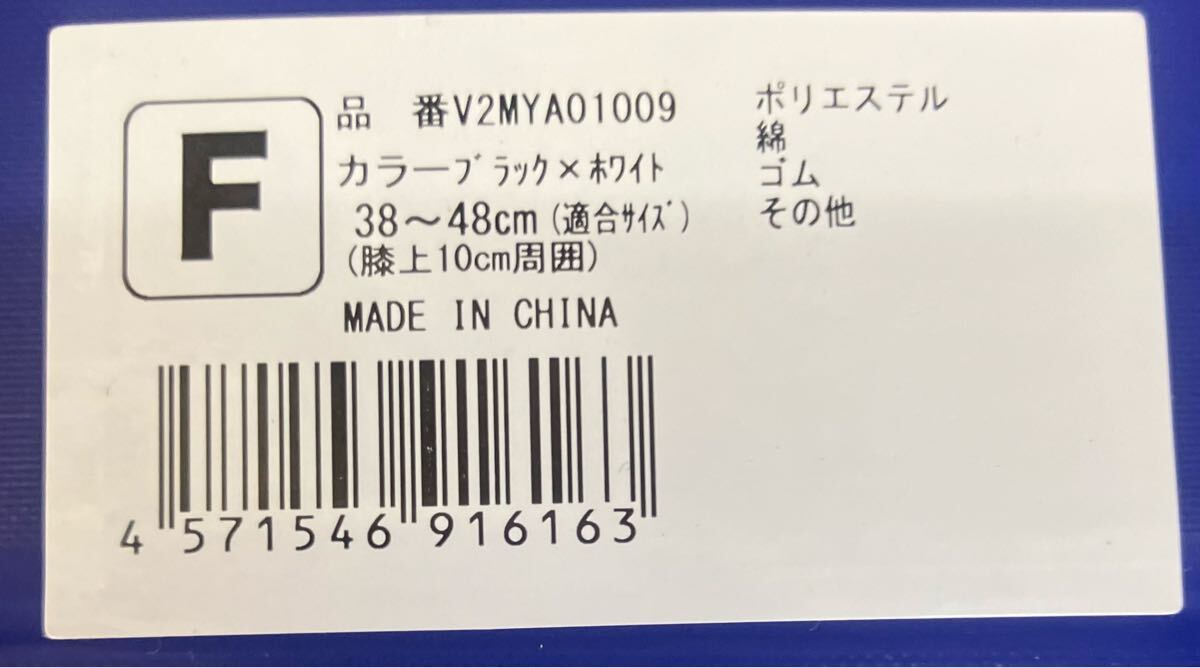 F
品 番V2MYA01009
カラーﾌﾞﾗｯｸ×ﾎﾜｲﾄ
38～48cm(適合ｻｲｽﾞ)
(膝上10cm周囲)
MADE IN CHINA
ポリエステル
綿
ゴム
その他
4 571546 916163